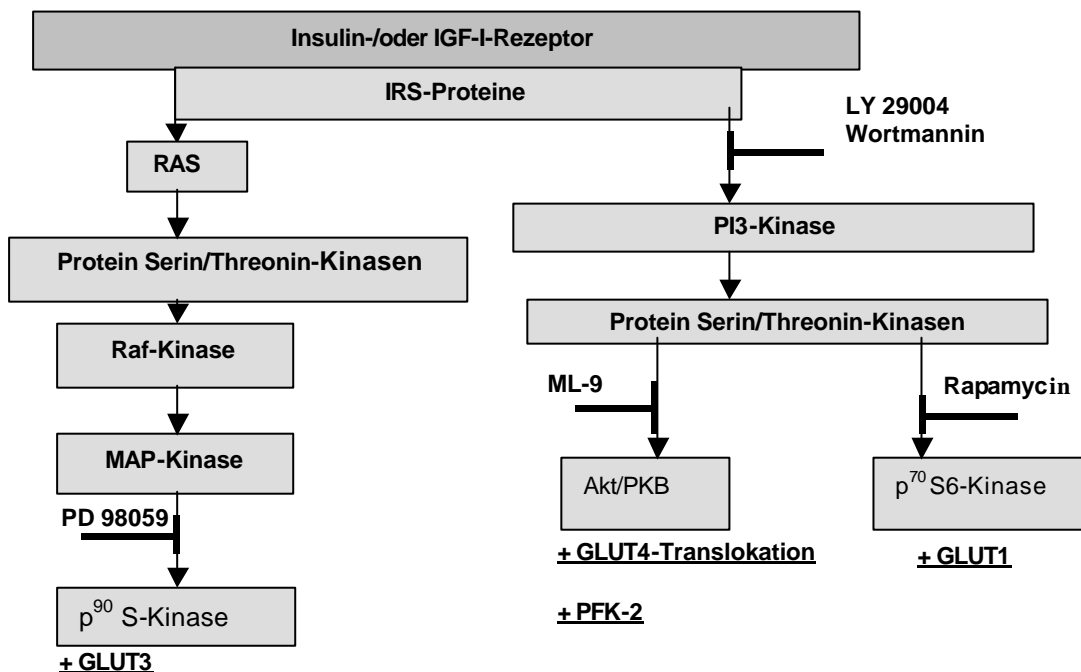 Insulin-/oder IGF-I-Rezeptor
IRS-Proteine
LY 29004
Wortmannin
RAS
PI3-Kinase
Protein Serin/Threonin-Kinasen
Protein Serin/Threonin-Kinasen
Raf-Kinase
ML-9
Rapamycin
MAP-Kinase
Akt/PKB
p70 S6-Kinase
PD 98059
+ GLUT4-Translokation
+ GLUT1
p90 S-Kinase
+ PFK-2
+ GLUT3